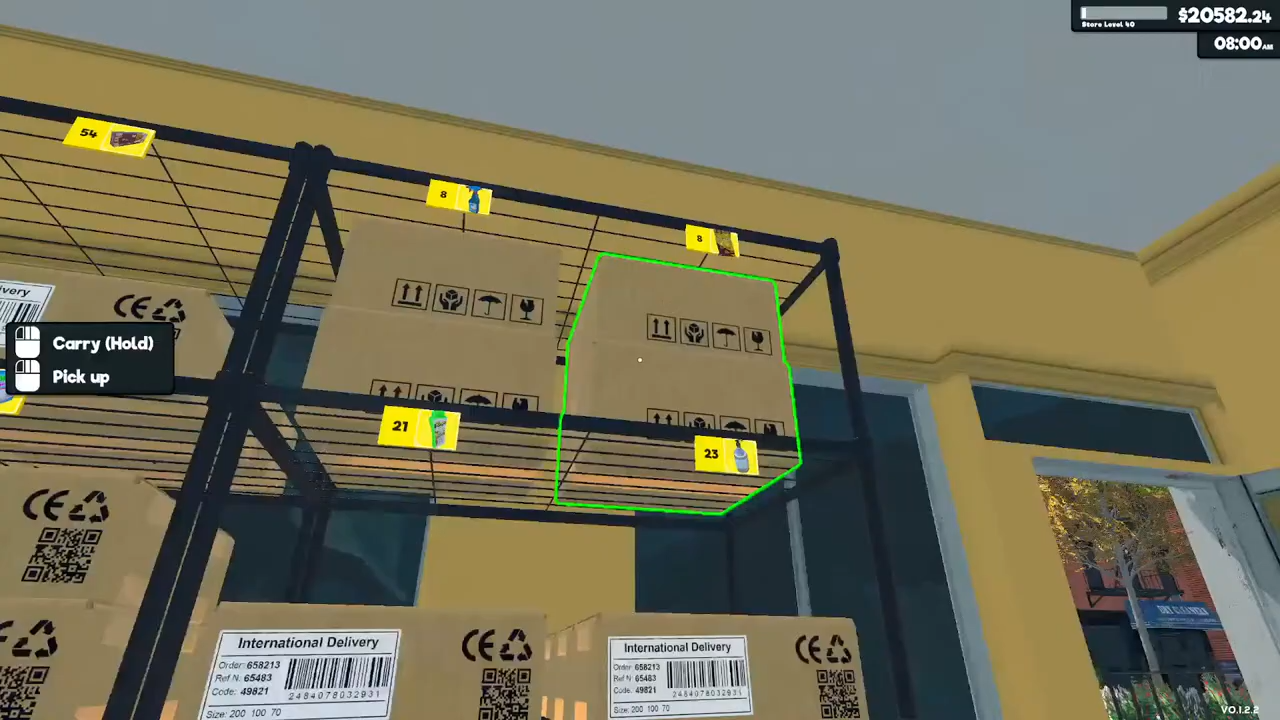 $20582.24
Store Level 40
08:00AM
54
8
8
Carry (Hold)
Pick up
21
23
International Delivery
Order: 658213
Ref N: 65483
Code: 49821
2484078032931
Size: 200 100 70
International Delivery
Order: 658213
Ref N: 65483
Code: 49821
2484078032931
Size: 200 100 70
DRY CLEANERS
V0.1.2.2